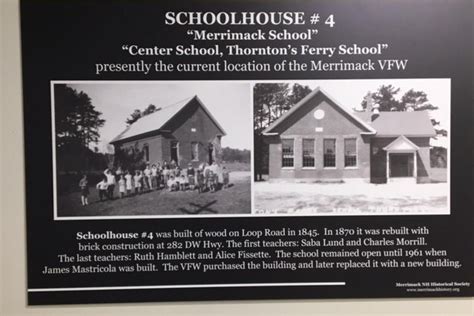 SCHOOLHOUSE # 4
“Merrimack School”
“Center School, Thornton’s Ferry School”
presently the current location of the Merrimack VFW
Schoolhouse #4 was built of wood on Loop Road in 1845. In 1870 it was rebuilt with
brick construction at 282 DW Hwy. The first teachers: Saba Lund and Charles Morrill.
The last teachers: Ruth Hamblett and Alice Fissette. The school remained open until 1961 when
James Mastricola was built. The VFW purchased the building and later replaced it with a new building.
Merrimack NH Historical Society
www.merrimackhistory.org